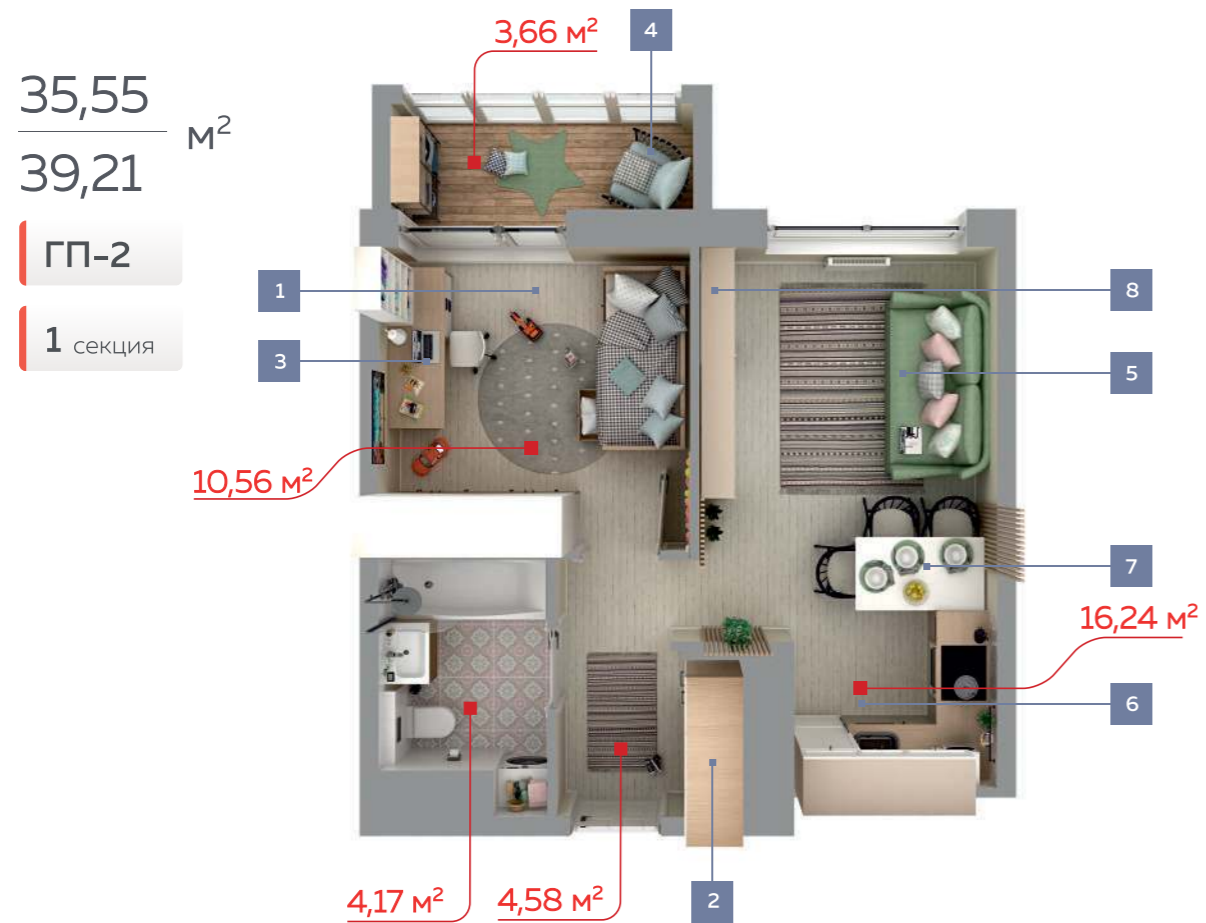 3,66 м²
4
35,55
39,21
м²
ГП-2
1 секция
1
8
3
5
10,56 м²
7
16,24 м²
6
4,17 м²
4,58 м²
2